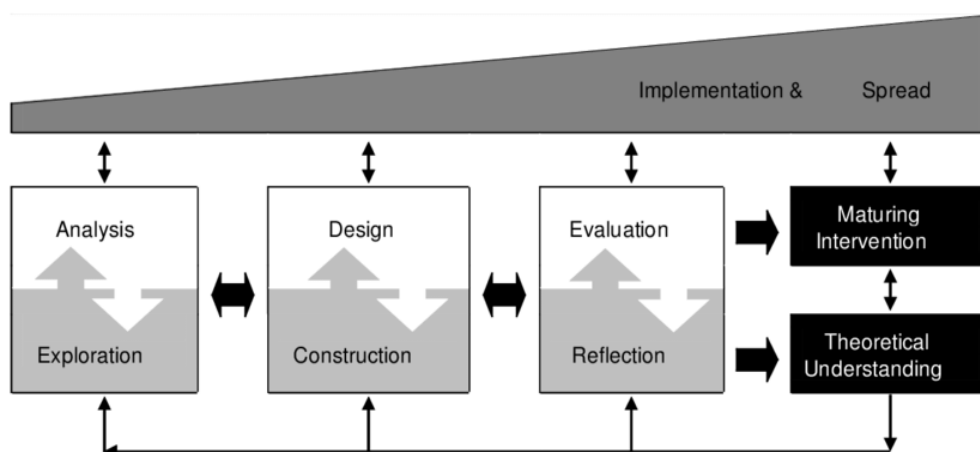 Implementation & Spread
Analysis
Exploration
Design
Construction
Evaluation
Reflection
Maturing
Intervention
Theoretical
Understanding